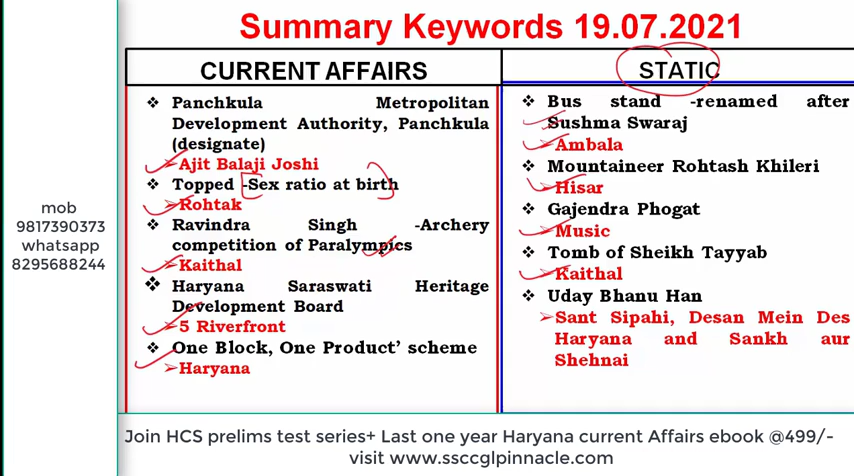 Summary Keywords 19.07.2021
CURRENT AFFAIRS
❖ Panchkula Metropolitan
Development Authority, Panchkula
(designate)
➢Ajit Balaji Joshi
❖ Topped -Sex ratio at birth
➢Rohtak
❖ Ravindra Singh -Archery
competition of Paralympics
➢Kaithal
❖ Haryana Saraswati Heritage
Development Board
➢5 Riverfront
❖ One Block, One Product’ scheme
➢Haryana
STATIC
❖ Bus stand -renamed after
Sushma Swaraj
➢Ambala
❖ Mountaineer Rohtash Khileri
➢Hisar
❖ Gajendra Phogat
➢Music
❖ Tomb of Sheikh Tayyab
➢Kaithal
❖ Uday Bhanu Han
➢Sant Sipahi, Desan Mein Des
Haryana and Sankh aur
Shehnai
mob
9817390373
whatsapp
8295688244
Join HCS prelims test series+ Last one year Haryana current Affairs ebook @499/-
visit www.ssccglpinnacle.com